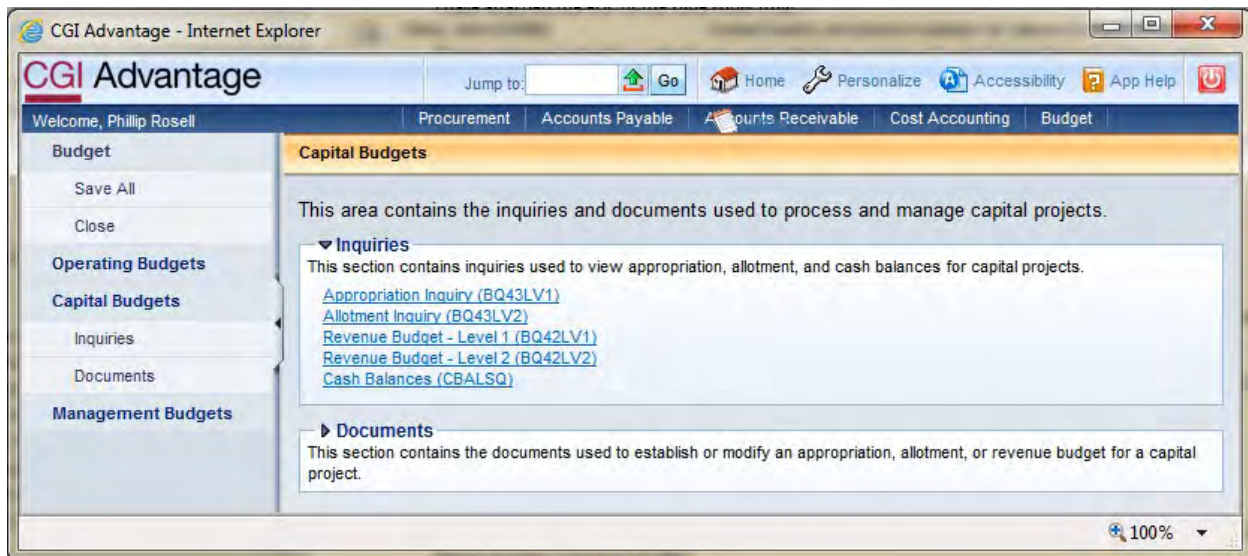 CGI Advantage - Internet Explorer
CGI Advantage
Jump to:
Go
Home
Personalize
Accessibility
App Help
Welcome, Phillip Rosell
Procurement
Accounts Payable
Accounts Receivable
Cost Accounting
Budget
Budget
Save All
Close
Operating Budgets
Capital Budgets
Inquiries
Documents
Management Budgets
Capital Budgets
This area contains the inquiries and documents used to process and manage capital projects.
Inquiries
This section contains inquiries used to view appropriation, allotment, and cash balances for capital projects.
Appropriation Inquiry (BQ43LV1)
Allotment Inquiry (BQ43LV2)
Revenue Budget - Level 1 (BQ42LV1)
Revenue Budget - Level 2 (BQ42LV2)
Cash Balances (CBALSQ)
Documents
This section contains the documents used to establish or modify an appropriation, allotment, or revenue budget for a capital
project.
100%